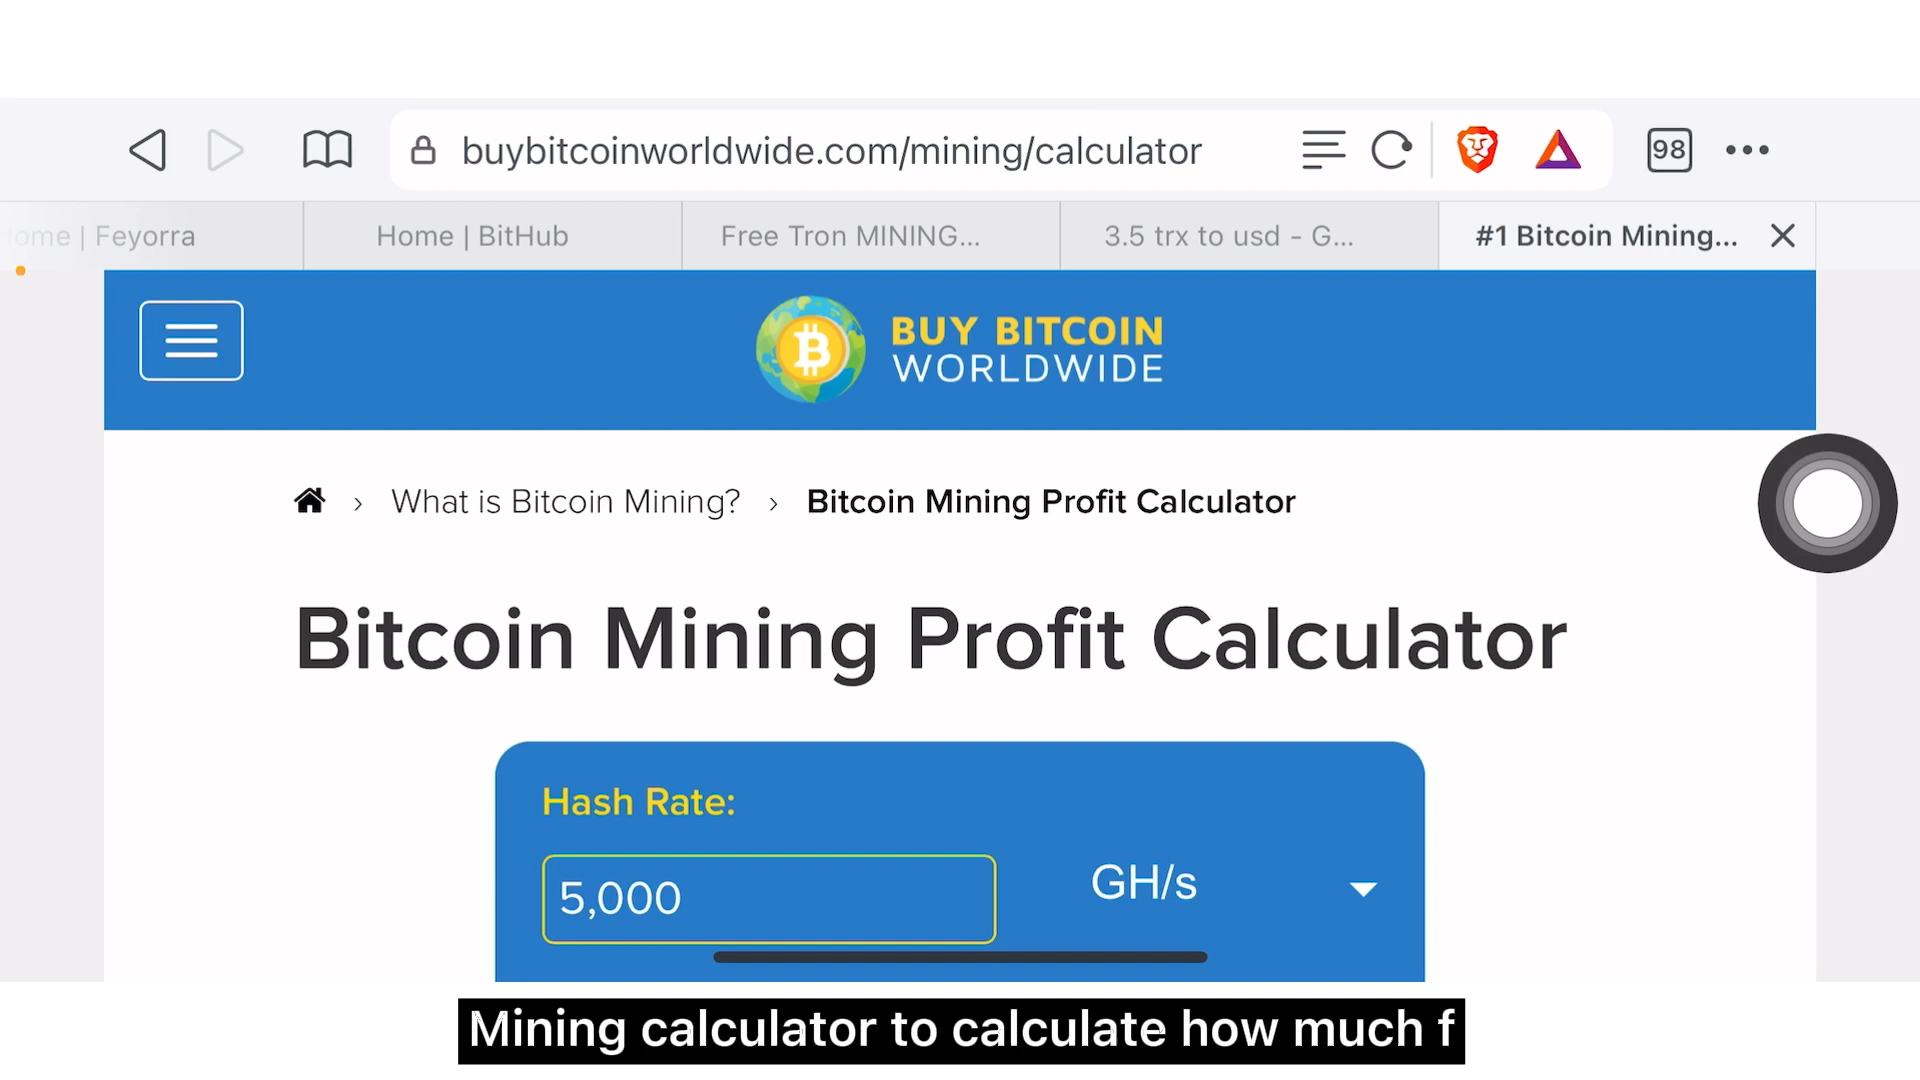 buybitcoinworldwide.com/mining/calculator
98
ome | Feyorra
Home | BitHub
Free Tron MINING...
3.5 trx to usd - G...
#1 Bitcoin Mining...
BUY BITCOIN
WORLDWIDE
What is Bitcoin Mining? › Bitcoin Mining Profit Calculator
Bitcoin Mining Profit Calculator
Hash Rate:
5,000
GH/s
Mining calculator to calculate how much f